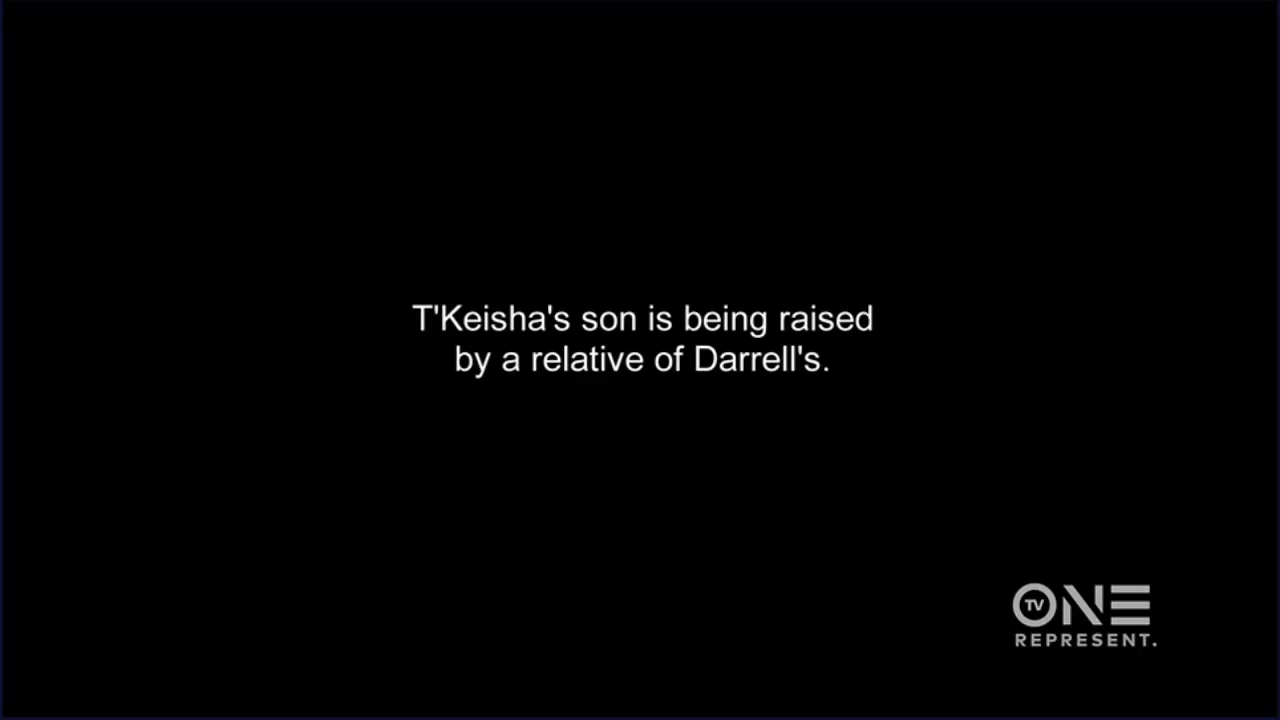 T'Keisha's son is being raised
by a relative of Darrell's.
TV ONE
REPRESENT.